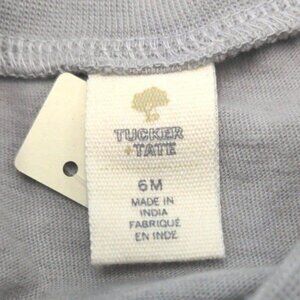 TUCKER
+ TATE
6M
MADE IN
INDIA
FABRIQUÉ
EN INDE